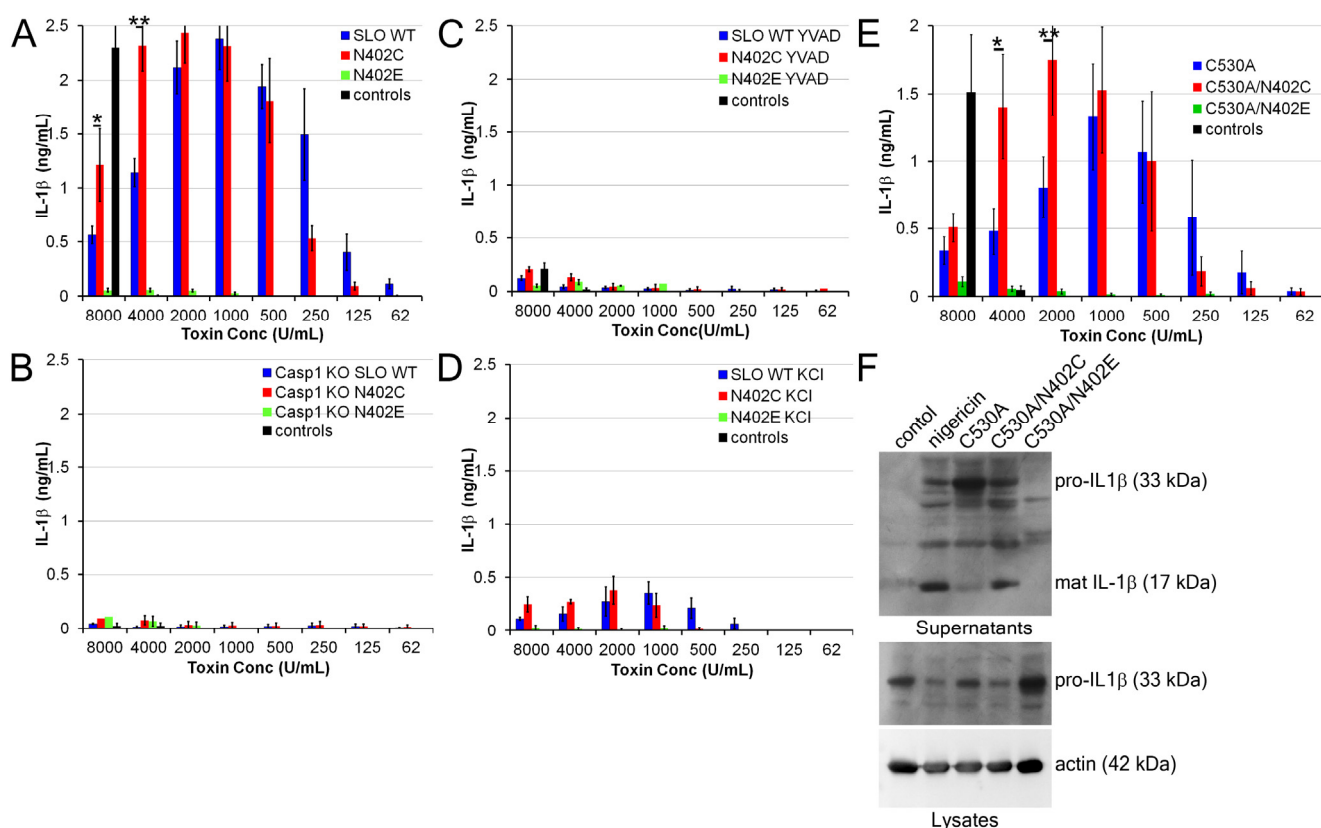 A
2.5
2
1.5
1
0.5
0
IL-1β (ng/mL)
*
**
SLO WT
N402C
N402E
controls
8000 4000 2000 1000 500 250 125 62
Toxin Conc (U/mL)
B
2.5
2
1.5
1
0.5
0
IL-1β (ng/mL)
Casp1 KO SLO WT
Casp1 KO N402C
Casp1 KO N402E
controls
8000 4000 2000 1000 500 250 125 62
Toxin Conc (U/mL)
C
2.5
2
1.5
1
0.5
0
IL-1β (ng/mL)
SLO WT YVAD
N402C YVAD
N402E YVAD
controls
8000 4000 2000 1000 500 250 125 62
Toxin Conc(U/mL)
D
2.5
2
1.5
1
0.5
0
IL-1β (ng/mL)
SLO WT KCl
N402C KCl
N402E KCl
controls
8000 4000 2000 1000 500 250 125 62
Toxin Conc (U/mL)
E
2
1.5
1
0.5
0
IL-1β (ng/mL)
*
**
C530A
C530A/N402C
C530A/N402E
controls
8000 4000 2000 1000 500 250 125 62
Toxin Conc (U/mL)
F
contol
nigericin
C530A
C530A/N402C
C530A/N402E
pro-IL1β (33 kDa)
mat IL-1β (17 kDa)
Supernatants
pro-IL1β (33 kDa)
actin (42 kDa)
Lysates